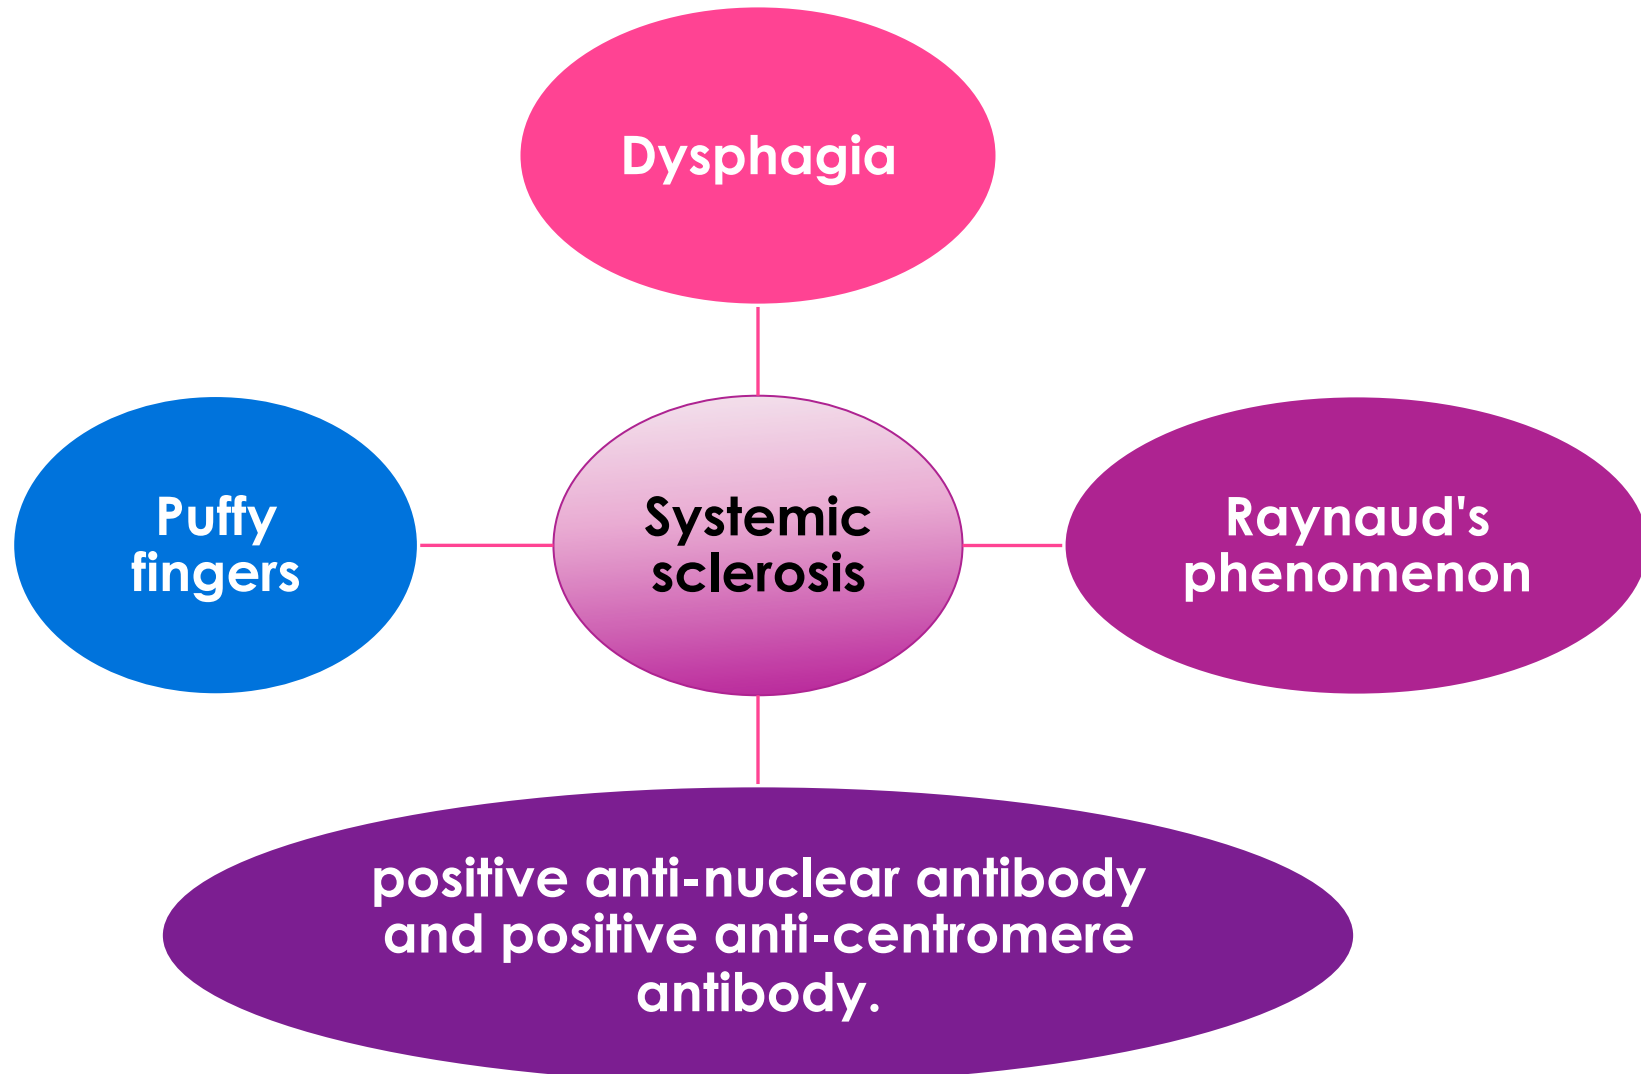 Dysphagia
Puffy
fingers
Systemic
sclerosis
Raynaud's
phenomenon
positive anti-nuclear antibody
and positive anti-centromere
antibody.